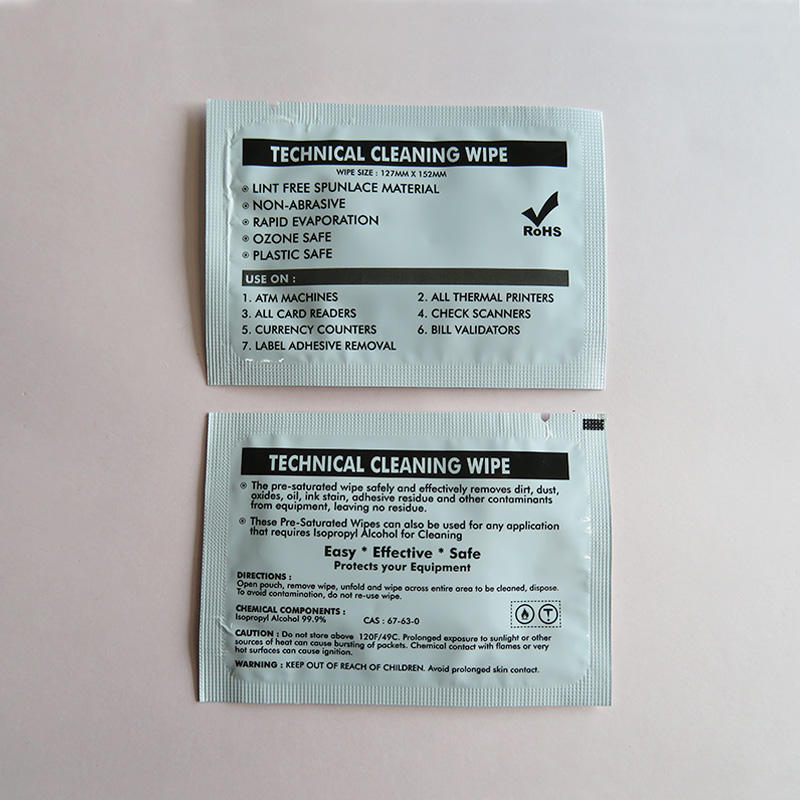 TECHNICAL CLEANING WIPE
WIPE SIZE : 127MM X 152MM
LINT FREE SPUNLACE MATERIAL
NON-ABRASIVE
RAPID EVAPORATION
OZONE SAFE
PLASTIC SAFE
RoHS
USE ON :
1. ATM MACHINES 2. ALL THERMAL PRINTERS
3. ALL CARD READERS 4. CHECK SCANNERS
5. CURRENCY COUNTERS 6. BILL VALIDATORS
7. LABEL ADHESIVE REMOVAL
TECHNICAL CLEANING WIPE
The pre-saturated wipe safely and effectively removes dirt, dust,
oxides, oil, ink stain, adhesive residue and other contaminants
from equipment, leaving no residue.
These Pre-Saturated Wipes can also be used for any application
that requires Isopropyl Alcohol for Cleaning
Easy * Effective * Safe
Protects your Equipment
DIRECTIONS :
Open pouch, remove wipe, unfold and wipe across entire area to be cleaned, dispose.
To avoid contamination, do not re-use wipe.
CHEMICAL COMPONENTS :
Isopropyl Alcohol 99.9% CAS : 67-63-0
CAUTION : Do not store above 120F/49C. Prolonged exposure to sunlight or other
sources of heat can cause bursting of packets. Chemical contact with flames or very
hot surfaces can cause ignition.
WARNING : KEEP OUT OF REACH OF CHILDREN. Avoid prolonged skin contact.